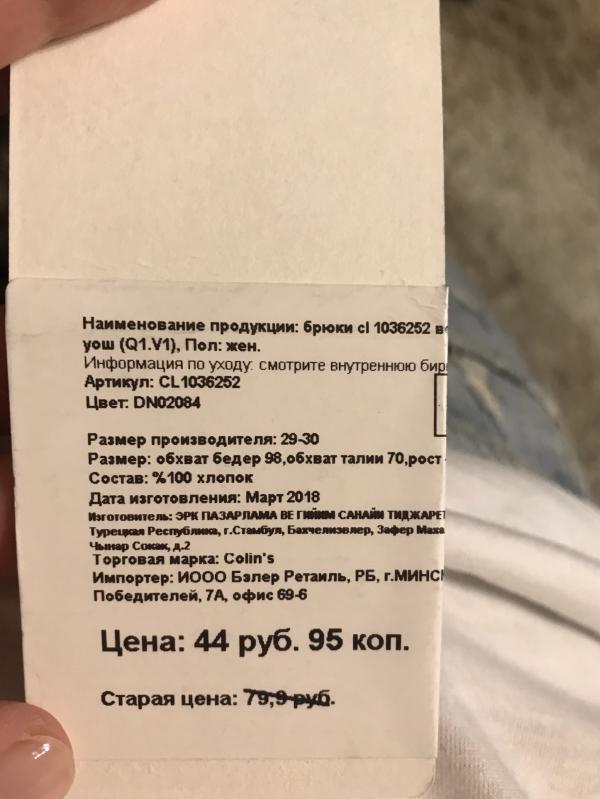 Наименование продукции: брюки cl 1036252
уош (Q1.V1), Пол: жен.
Информация по уходу: смотрите внутреннюю
Артикул: CL1036252
Цвет: DN02084
Размер производителя: 29-30
Размер: обхват бедер 98,обхват талии 70,рост
Состав: %100 хлопок
Дата изготовления: Март 2018
Изготовитель: ЭРК ПАЗАРЛАМА ВЕ ГИЙИМ САНАЙИ ТИДЖАРЕТ
Турецкая Республика, г.Стамбул, Бахчелиэвлер, Зафер
Чынар Сокак, д.2
Торговая марка: Colin's
Импортер: ИООО Бэлер Ретаиль, РБ, г.МИНСК
Победителей, 7А, офис 69-6
Цена: 44 руб. 95 коп.
Старая цена: 79,9 руб.